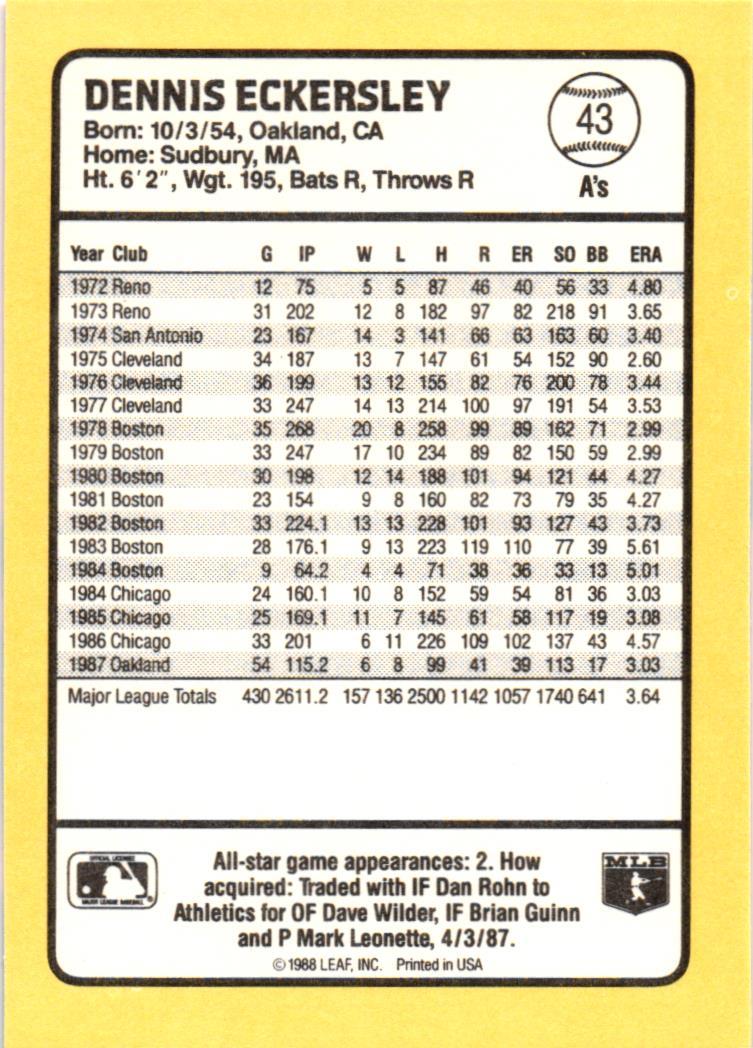 DENNIS ECKERSLEY
Born: 10/3/54, Oakland, CA
Home: Sudbury, MA
Ht. 6'2", Wgt. 195, Bats R, Throws R
43
A's
Year Club G IP W L H R ER SO BB ERA
1972 Reno 12 75 5 5 87 46 40 56 33 4.80
1973 Reno 31 202 12 8 182 97 82 218 91 3.65
1974 San Antonio 23 167 14 3 141 66 63 163 60 3.40
1975 Cleveland 34 187 13 7 147 61 54 152 90 2.60
1976 Cleveland 36 199 13 12 155 82 76 200 78 3.44
1977 Cleveland 33 247 14 13 214 100 97 191 54 3.53
1978 Boston 35 268 20 8 258 99 89 162 71 2.99
1979 Boston 33 247 17 10 234 89 82 150 59 2.99
1980 Boston 30 198 12 14 188 101 94 121 44 4.27
1981 Boston 23 154 9 8 160 82 73 79 35 4.27
1982 Boston 33 224.1 13 13 228 101 93 127 43 3.73
1983 Boston 28 176.1 9 13 223 119 110 77 39 5.61
1984 Boston 9 64.2 4 4 71 38 36 33 13 5.01
1984 Chicago 24 160.1 10 8 152 59 54 81 36 3.03
1985 Chicago 25 169.1 11 7 145 61 58 117 19 3.08
1986 Chicago 33 201 6 11 226 109 102 137 43 4.57
1987 Oakland 54 115.2 6 8 99 41 39 113 17 3.03
Major League Totals 430 2611.2 157 136 2500 1142 1057 1740 641 3.64
OFFICIAL LICENSEE
MAJOR LEAGUE BASEBALL ®
All-star game appearances: 2. How
acquired: Traded with IF Dan Rohn to
Athletics for OF Dave Wilder, IF Brian Guinn
and P Mark Leonette, 4/3/87.
MLB
© 1988 LEAF, INC. Printed in USA